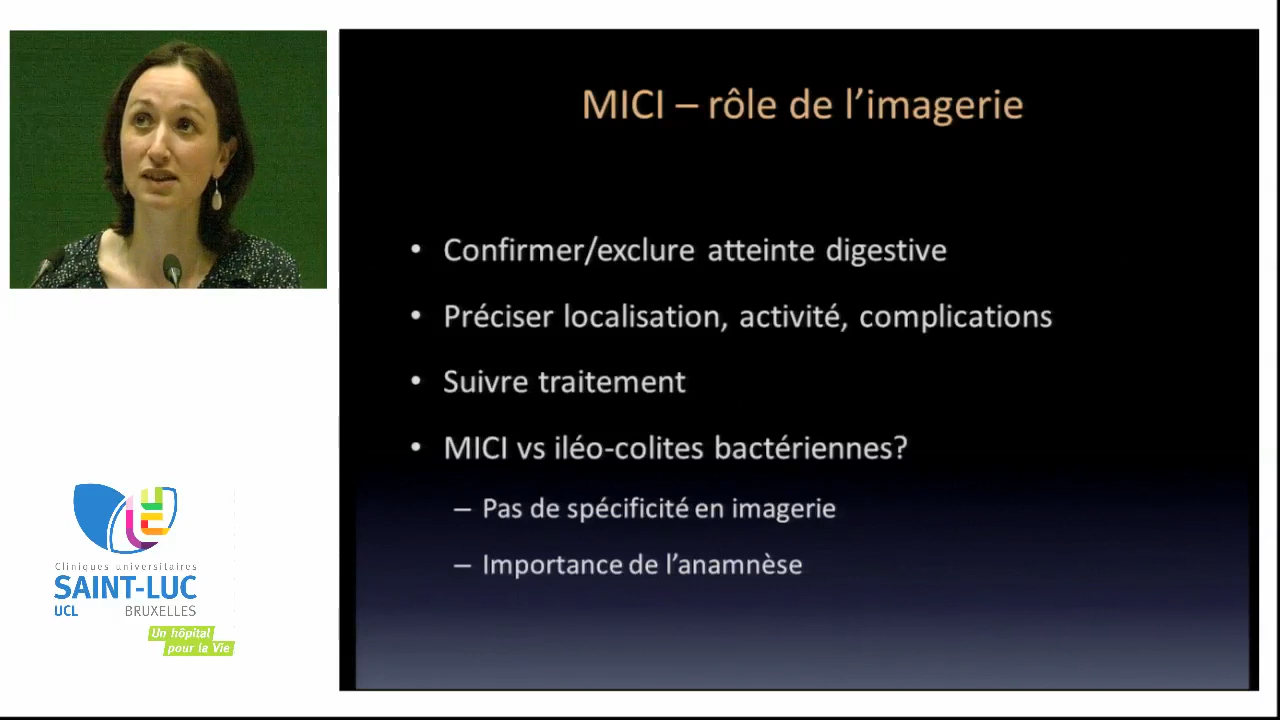 MICI – rôle de l'imagerie
• Confirmer/exclure atteinte digestive
• Préciser localisation, activité, complications
• Suivre traitement
• MICI vs iléo-colites bactériennes?
– Pas de spécificité en imagerie
– Importance de l'anamnèse
Cliniques universitaires
SAINT-LUC
UCL BRUXELLES
Un hôpital
pour la Vie